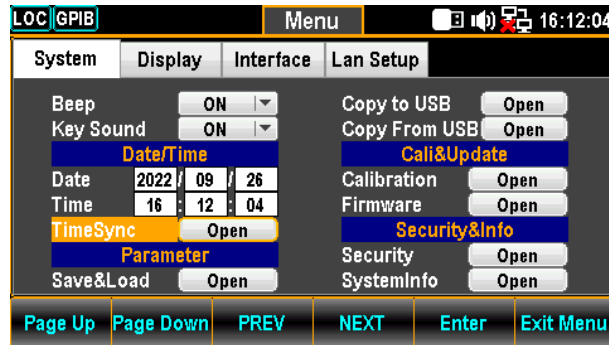 LOC GPIB Menu 16:12:04
System Display Interface Lan Setup
Beep ON Copy to USB Open
Key Sound ON Copy From USB Open
Date/Time Cali&Update
Date 2022 / 09 / 26 Calibration Open
Time 16 : 12 : 04 Firmware Open
TimeSync Open Security&Info
Parameter Security Open
Save&Load Open SystemInfo Open
Page Up Page Down PREV NEXT Enter Exit Menu